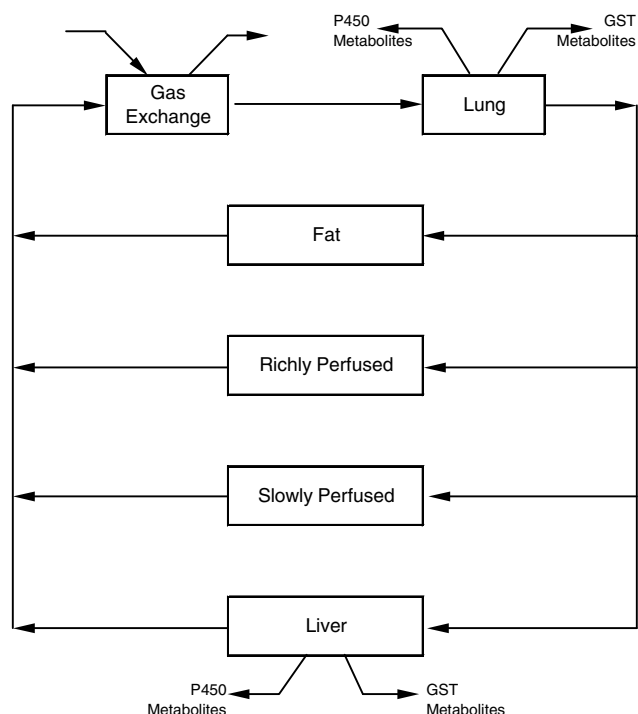 P450
Metabolites
GST
Metabolites
Gas
Exchange
Lung
Fat
Richly Perfused
Slowly Perfused
Liver
P450
Metabolites
GST
Metabolites